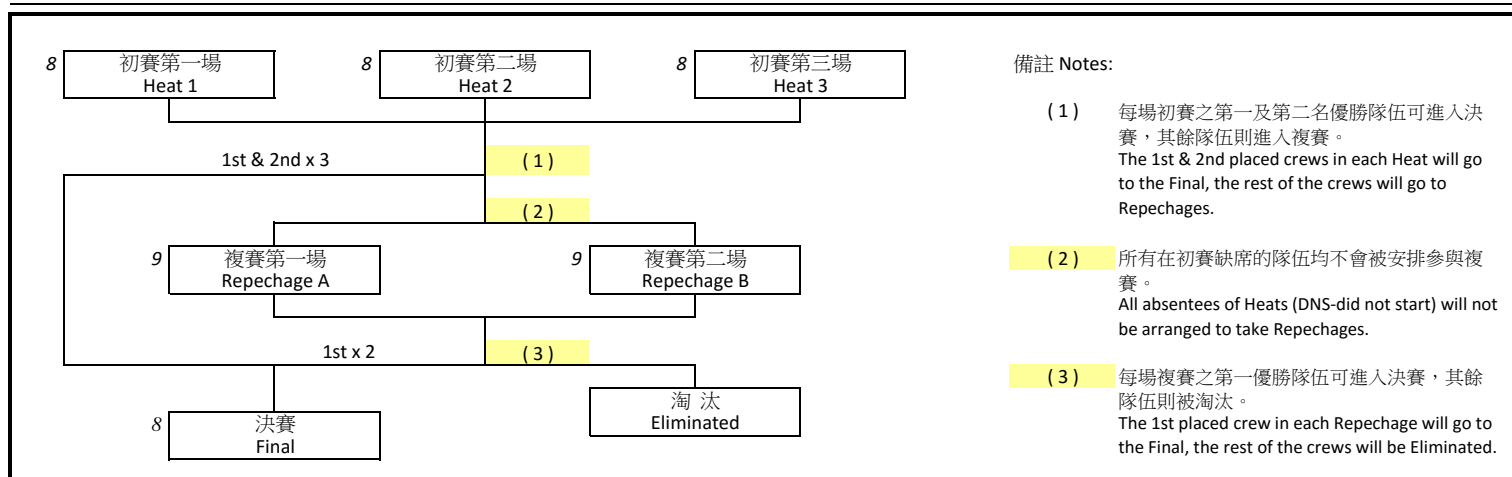 8 初賽第一場 8 初賽第二場 8 初賽第三場
Heat 1 Heat 2 Heat 3
1st & 2nd x 3 ( 1 )
( 2 )
9 複賽第一場 9 複賽第二場
Repechage A Repechage B
1st x 2 ( 3 )
8 決賽
Final
淘 汰
Eliminated
備註 Notes:
( 1 ) 每場初賽之第一及第二名優勝隊伍可進入決
賽，其餘隊伍則進入複賽。
The 1st & 2nd placed crews in each Heat will go
to the Final, the rest of the crews will go to
Repechages.
( 2 ) 所有在初賽缺席的隊伍均不會被安排參與複
賽。
All absentees of Heats (DNS-did not start) will not
be arranged to take Repechages.
( 3 ) 每場複賽之第一優勝隊伍可進入決賽，其餘
隊伍則被淘汰。
The 1st placed crew in each Repechage will go to
the Final, the rest of the crews will be Eliminated.